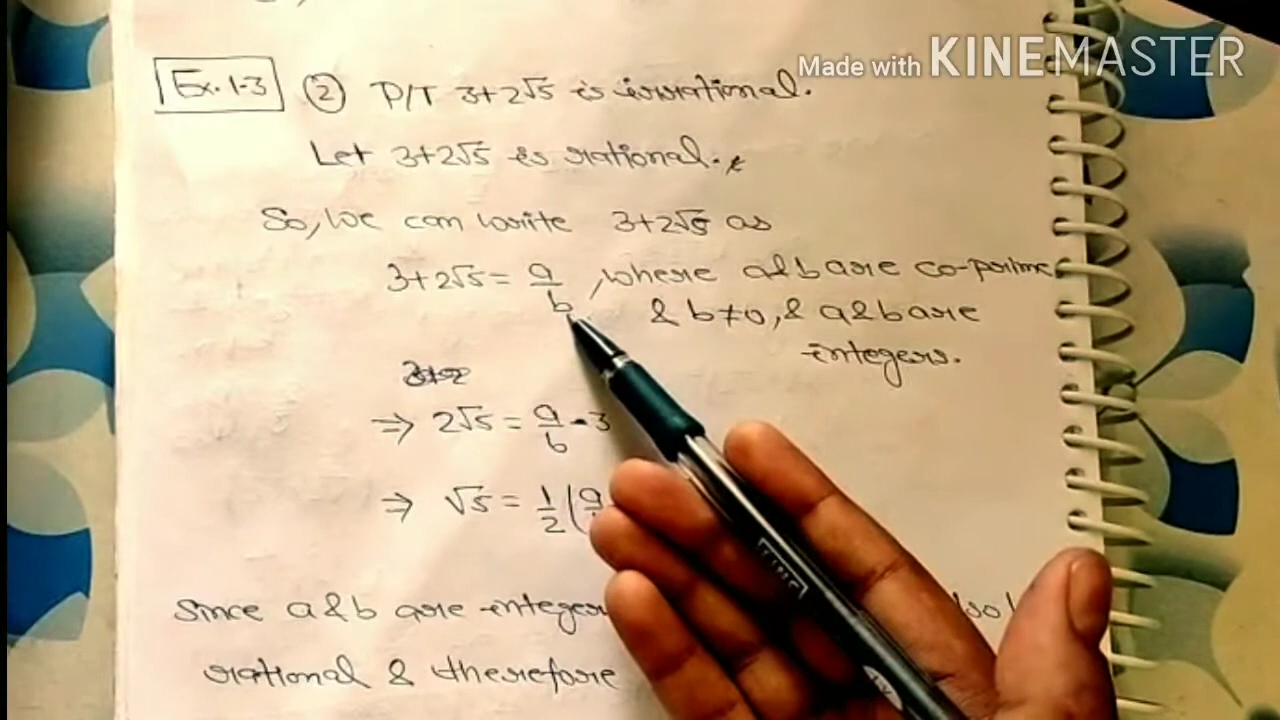 Made with KINEMASTER
Ex. 1.3 ② P/T 3+2√5 is irrational.
Let 3+2√5 is rational.
So, we can write 3+2√5 as
3+2√5 = a/b, where a & b are co-prime
& b≠0, & a & b are
integers.
⇒ 2√5 = a/b - 3
⇒ √5 = 1/2 (a/
Since a & b are integers
rational & therefore